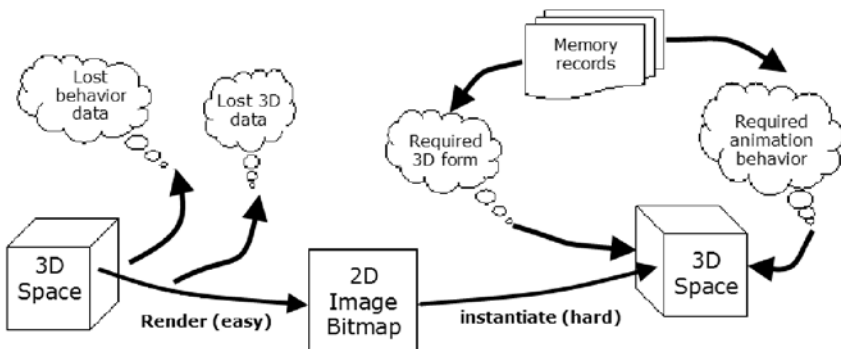 Memory
records
Lost
behavior
data
Lost 3D
data
Required
3D form
Required
animation
behavior
3D
Space
Render (easy)
2D
Image
Bitmap
instantiate (hard)
3D
Space